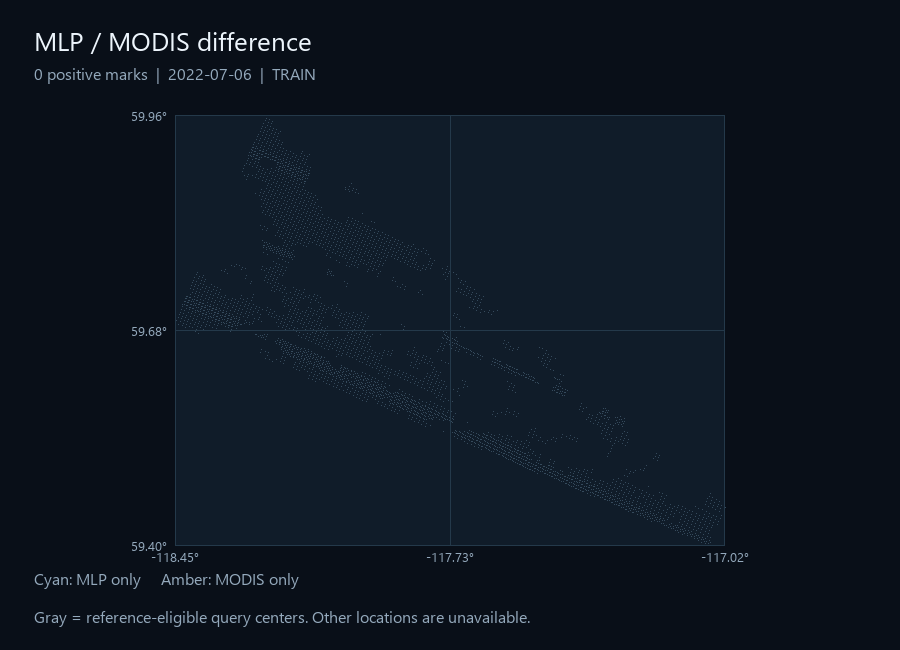 MLP / MODIS difference
0 positive marks | 2022-07-06 | TRAIN
59.96°
59.68°
59.40°
-118.45° -117.73° -117.02°
Cyan: MLP only Amber: MODIS only
Gray = reference-eligible query centers. Other locations are unavailable.